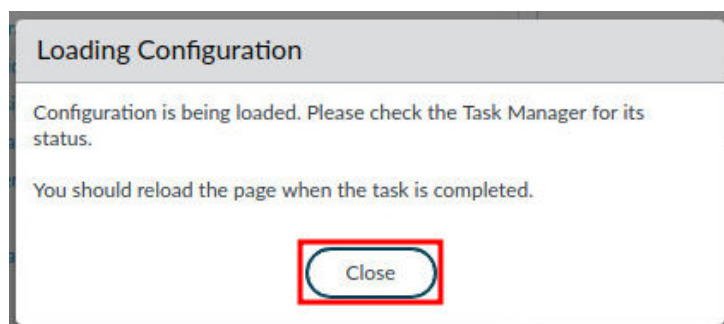 Loading Configuration
Configuration is being loaded. Please check the Task Manager for its
status.
You should reload the page when the task is completed.
Close